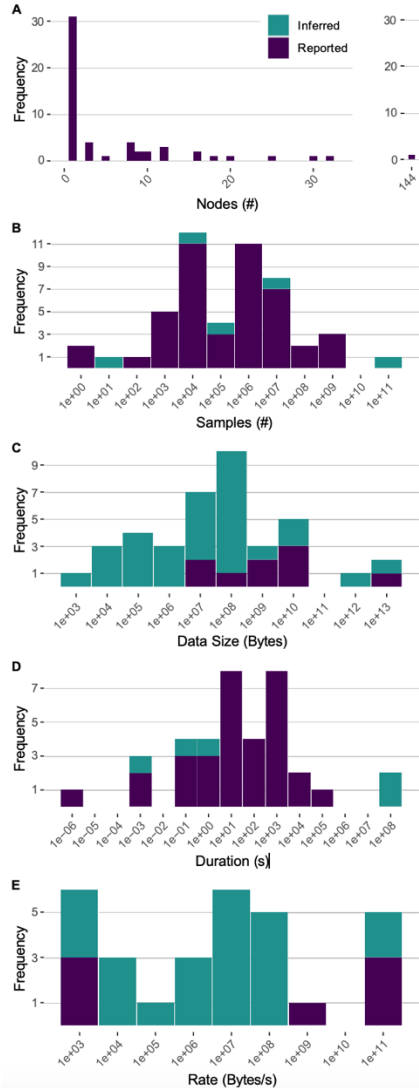 A
Inferred
Reported
Frequency
30
20
10
0
30
20
10
0
0
10
20
30
144
Nodes (#)
B
Frequency
11
9
7
5
3
1
1e+00
1e+01
1e+02
1e+03
1e+04
1e+05
1e+06
1e+07
1e+08
1e+09
1e+10
1e+11
Samples (#)
C
Frequency
9
7
5
3
1
1e+03
1e+04
1e+05
1e+06
1e+07
1e+08
1e+09
1e+10
1e+11
1e+12
1e+13
Data Size (Bytes)
D
Frequency
7
5
3
1
1e−06
1e−05
1e−04
1e−03
1e−02
1e−01
1e+00
1e+01
1e+02
1e+03
1e+04
1e+05
1e+06
1e+07
1e+08
Duration (s)
E
Frequency
5
3
1
1e+03
1e+04
1e+05
1e+06
1e+07
1e+08
1e+09
1e+10
1e+11
Rate (Bytes/s)